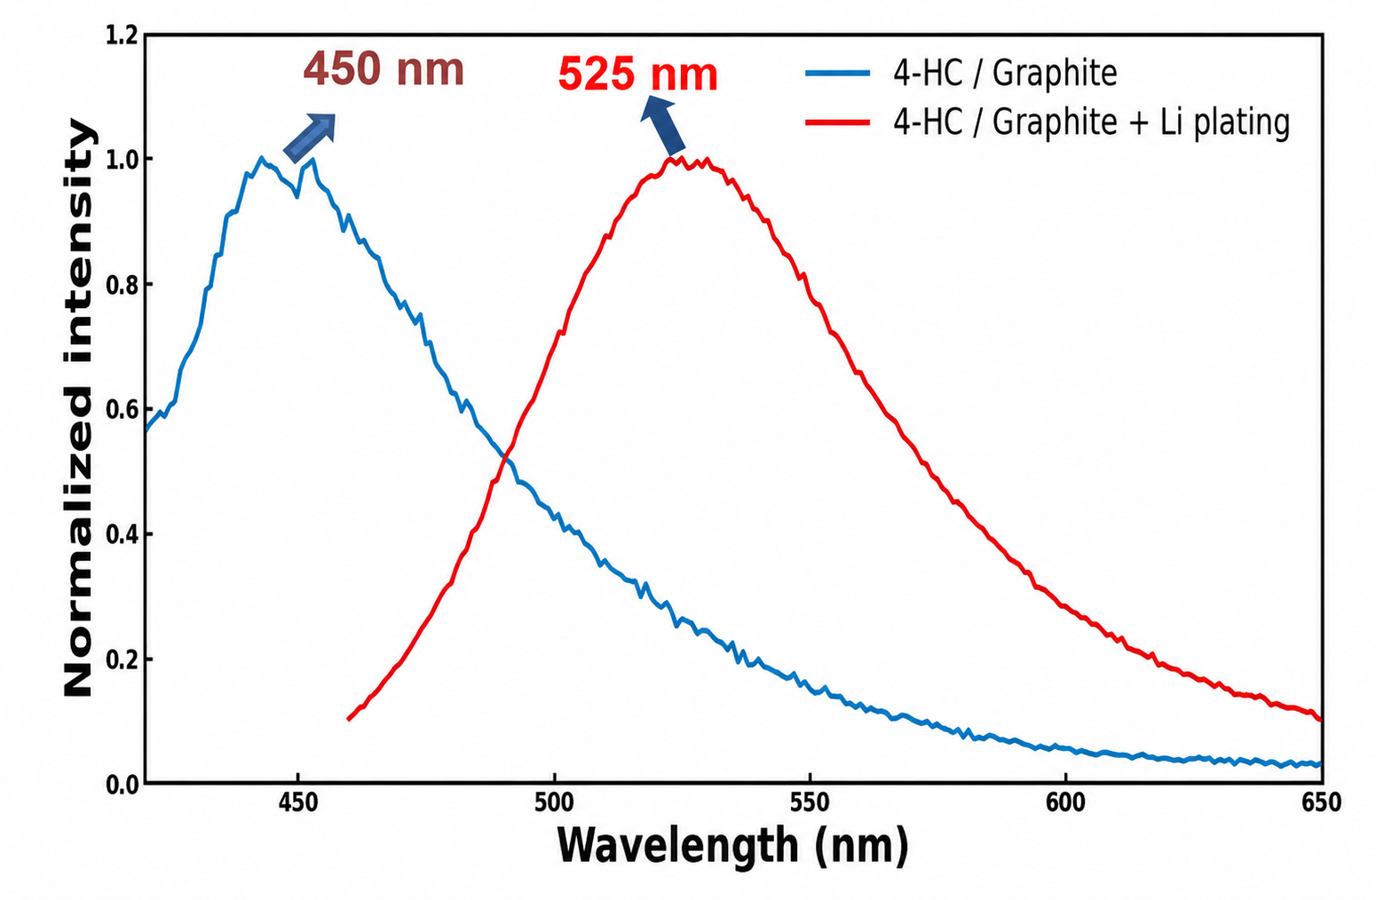 450 nm
525 nm
4-HC / Graphite
4-HC / Graphite + Li plating
Normalized intensity
1.2
1.0
0.8
0.6
0.4
0.2
0.0
450
500
550
600
650
Wavelength (nm)